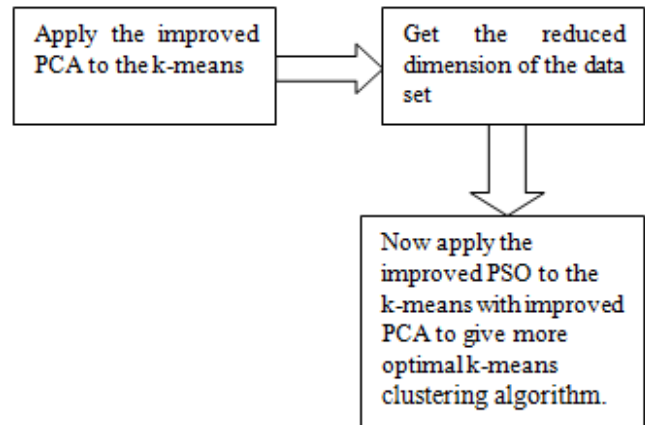 Apply the improved
PCA to the k-means
Get the reduced
dimension of the data
set
Now apply the
improved PSO to the
k-means with improved
PCA to give more
optimal k-means
clustering algorithm.